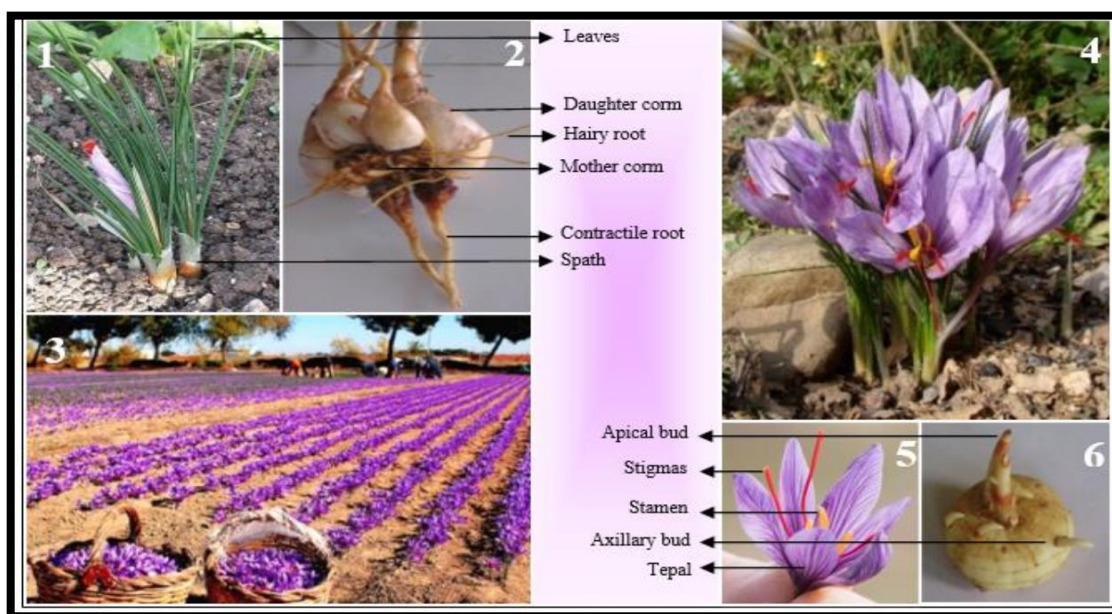 1
2
Leaves
4
Daughter corm
Hairy root
Mother corm
Contractile root
Spath
3
Apical bud
5
6
Stigmas
Stamen
Axillary bud
Tepal